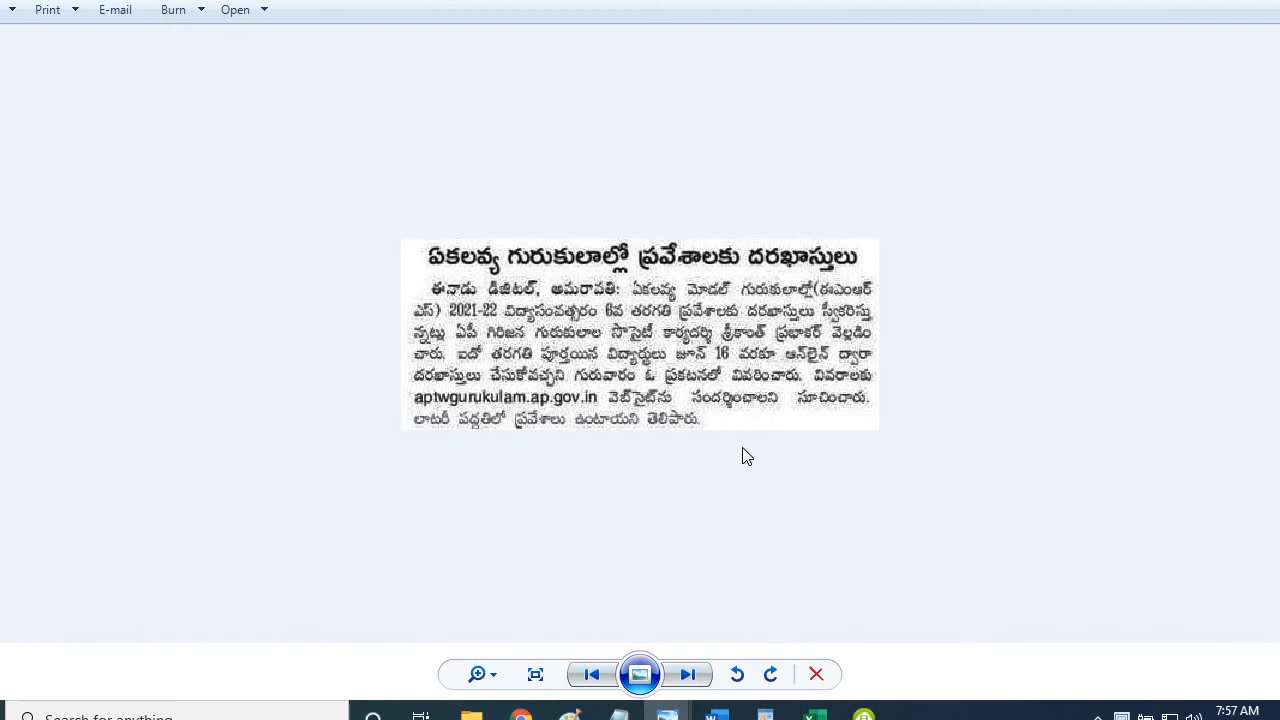 Print
E-mail
Burn
Open
ఏకలవ్య గురుకులాల్లో ప్రవేశాలకు దరఖాస్తులు
ఈనాడు డిజిటల్, అమరావతి: ఏకలవ్య మోడల్ గురుకులాల్లో(ఈఎంఆర్
ఎస్) 2021-22 విద్యాసంవత్సరం 6వ తరగతి ప్రవేశాలకు దరఖాస్తులు స్వీకరిస్తు
న్నట్లు ఏపీ గిరిజన గురుకులాల సొసైటీ కార్యదర్శి శ్రీకాంత్ ప్రభాకర్ వెల్లడిం
చారు. ఐదో తరగతి పూర్తయిన విద్యార్థులు జూన్ 16 వరకూ ఆన్‌లైన్ ద్వారా
దరఖాస్తులు చేసుకోవచ్చని గురువారం ఓ ప్రకటనలో వివరించారు. వివరాలకు
aptwgurukulam.ap.gov.in వెబ్‌సైట్‌ను సందర్శించాలని సూచించారు.
లాటరీ పద్ధతిలో ప్రవేశాలు ఉంటాయని తెలిపారు.
7:57 AM
Search for anything